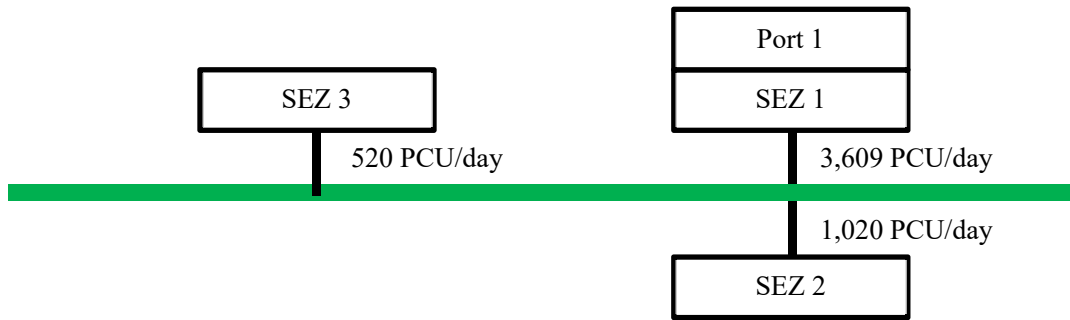 Port 1
SEZ 3
SEZ 1
520 PCU/day
3,609 PCU/day
1,020 PCU/day
SEZ 2